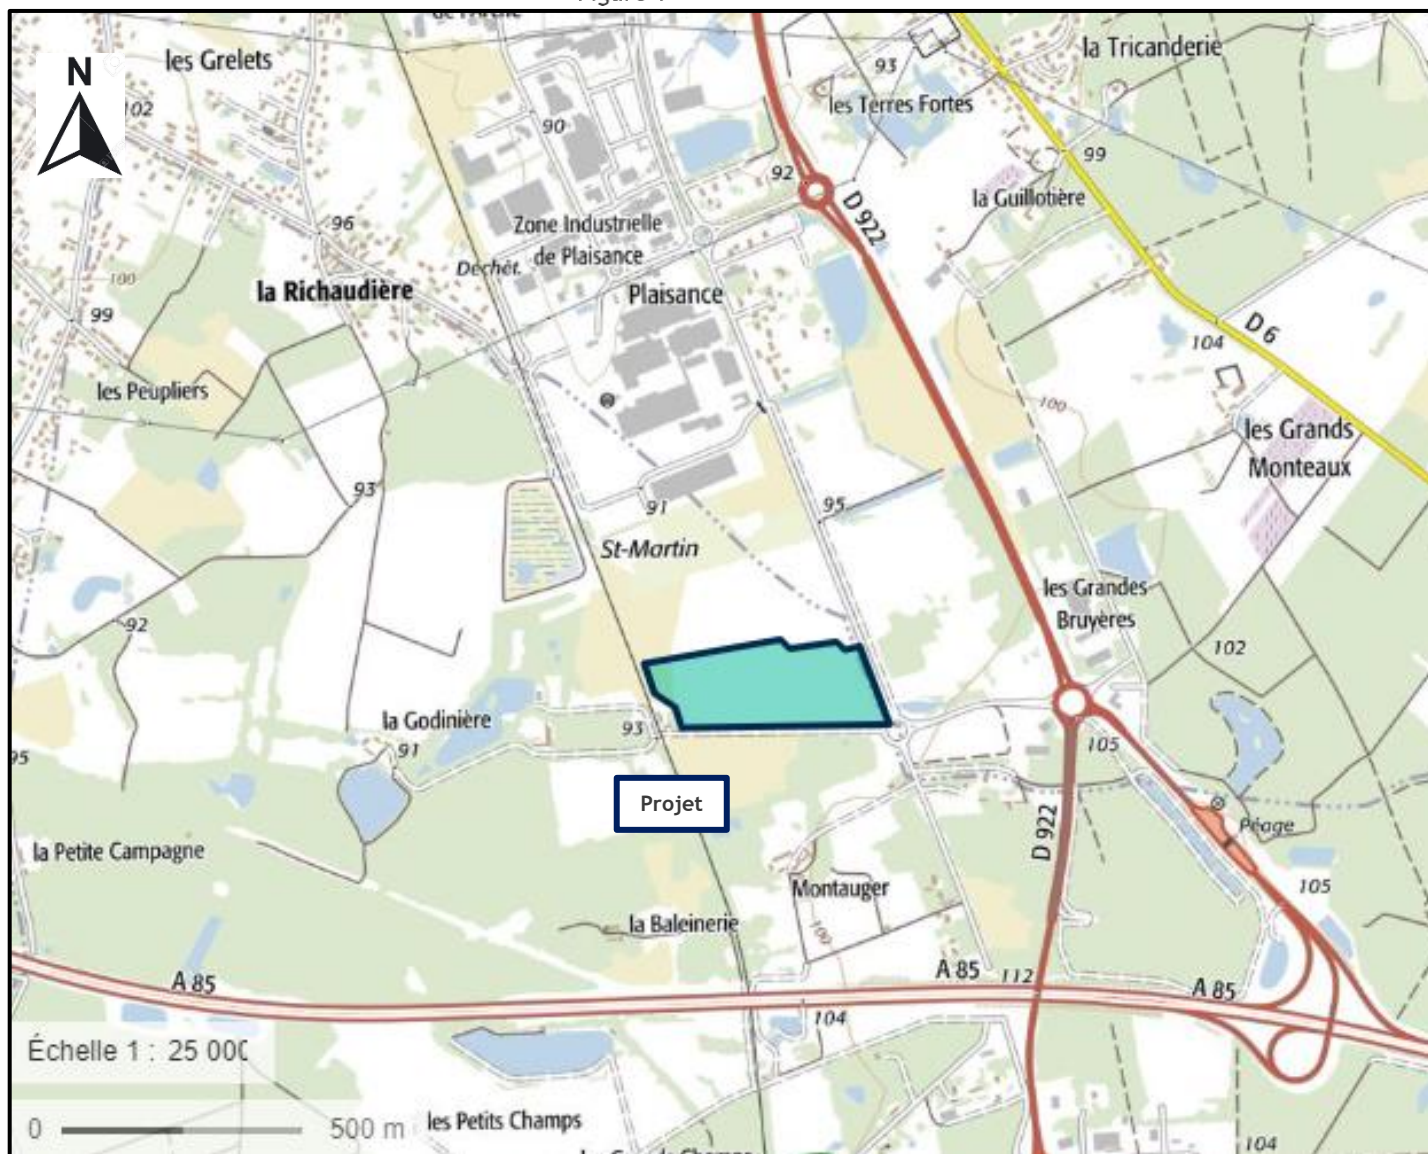 N
les Grelets
102
90
93
la Tricanderie
les Terres Fortes
99
92
D 922
la Guillotière
96
Zone Industrielle
de Plaisance
Déchèt.
100
la Richaudière
Plaisance
99
D 6
104
les Peupliers
100
les Grands
Monteaux
93
91
95
St-Martin
les Grandes
Bruyères
92
102
la Godinière
93
91
95
105
Projet
D 922
Péage
la Petite Campagne
Montauger
105
la Baleinerie
100
A 85
A 85
112
A 85
104
Échelle 1 : 25 000
0
500 m
les Petits Champs
104